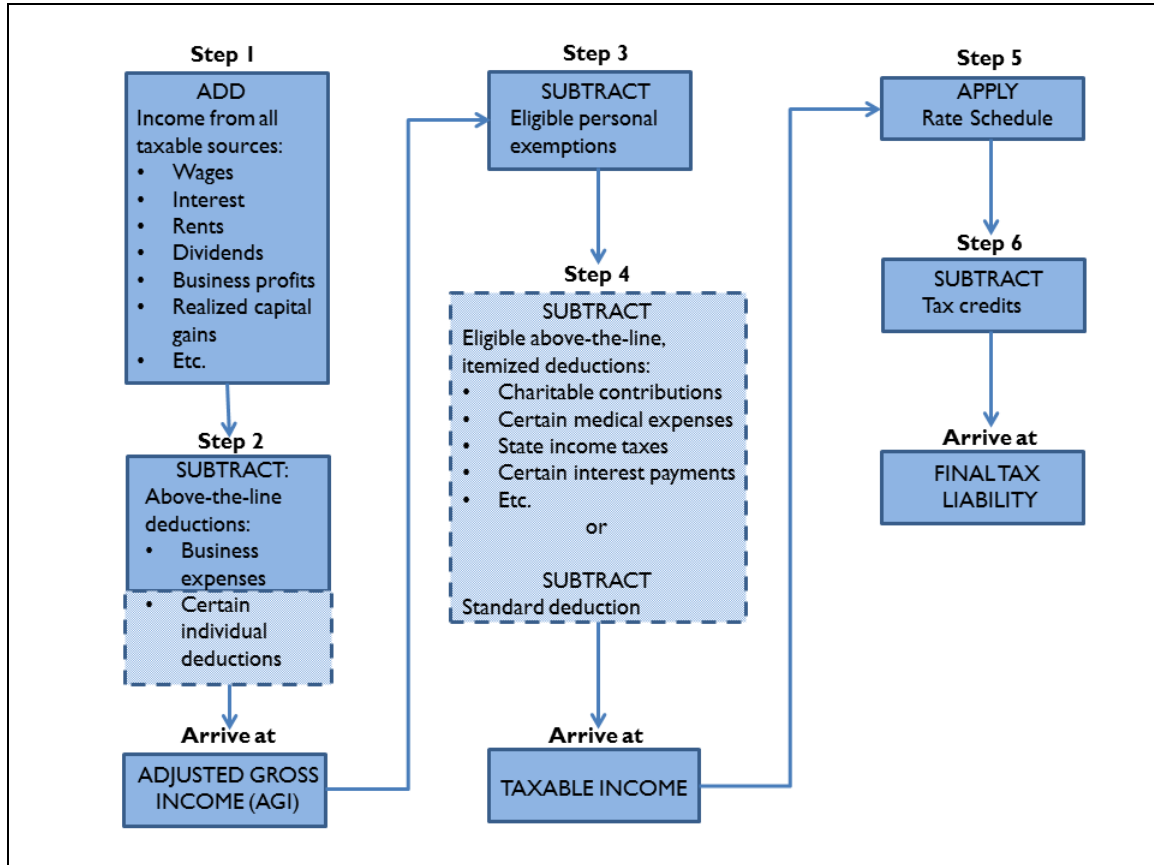 Step 1
ADD
Income from all
taxable sources:
• Wages
• Interest
• Rents
• Dividends
• Business profits
• Realized capital
gains
• Etc.
Step 2
SUBTRACT:
Above-the-line
deductions:
• Business
expenses
• Certain
individual
deductions
Arrive at
ADJUSTED GROSS
INCOME (AGI)
Step 3
SUBTRACT
Eligible personal
exemptions
Step 4
SUBTRACT
Eligible above-the-line,
itemized deductions:
• Charitable contributions
• Certain medical expenses
• State income taxes
• Certain interest payments
• Etc.
or
SUBTRACT
Standard deduction
Arrive at
TAXABLE INCOME
Step 5
APPLY
Rate Schedule
Step 6
SUBTRACT
Tax credits
Arrive at
FINAL TAX
LIABILITY